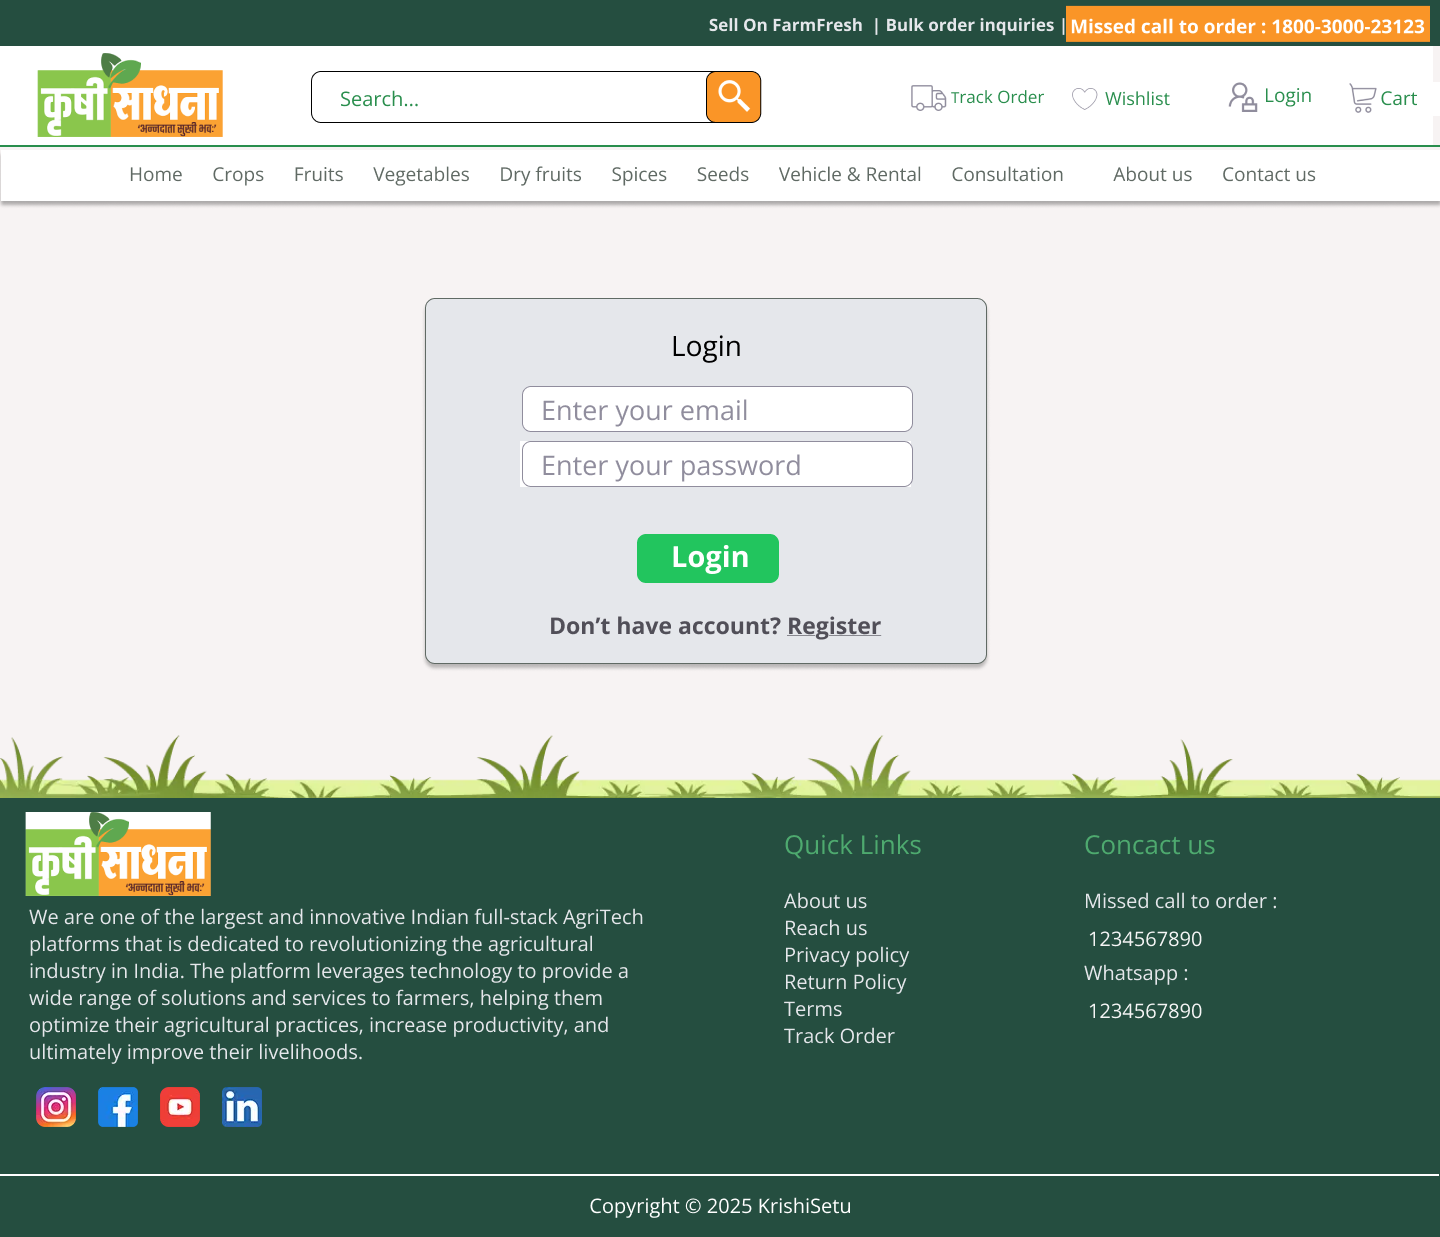 Sell On FarmFresh | Bulk order inquiries | Missed call to order : 1800-3000-23123
कृषी साधना
'अन्नदाता सुखी भवः'
Search...
Track Order
Wishlist
Login
Cart
Home Crops Fruits Vegetables Dry fruits Spices Seeds Vehicle & Rental Consultation About us Contact us
Login
Enter your email
Enter your password
Login
Don't have account? Register
कृषी साधना
'अन्नदाता सुखी भवः'
We are one of the largest and innovative Indian full-stack AgriTech
platforms that is dedicated to revolutionizing the agricultural
industry in India. The platform leverages technology to provide a
wide range of solutions and services to farmers, helping them
optimize their agricultural practices, increase productivity, and
ultimately improve their livelihoods.
Quick Links
About us
Reach us
Privacy policy
Return Policy
Terms
Track Order
Concact us
Missed call to order :
1234567890
Whatsapp :
1234567890
Copyright © 2025 KrishiSetu